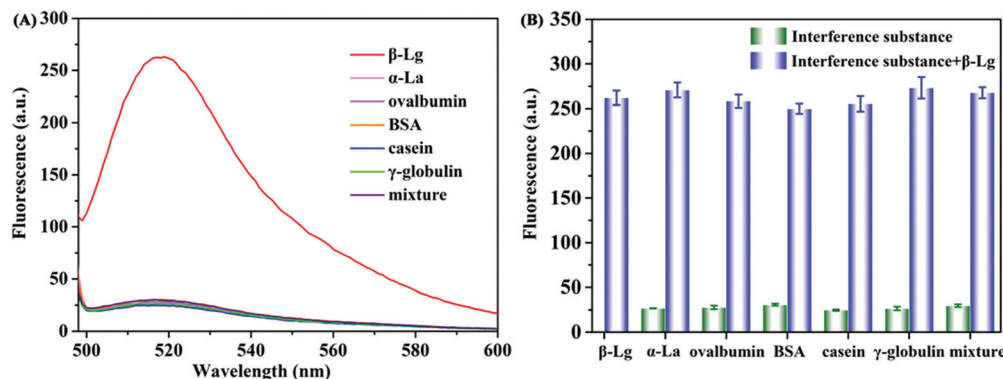 (A)
Fluorescence (a.u.)
300
250
200
150
100
50
0
β-Lg
α-La
ovalbumin
BSA
casein
γ-globulin
mixture
500 520 540 560 580 600
Wavelength (nm)
(B)
Fluorescence (a.u.)
350
300
250
200
150
100
50
0
Interference substance
Interference substance+β-Lg
β-Lg α-La ovalbumin BSA casein γ-globulin mixture